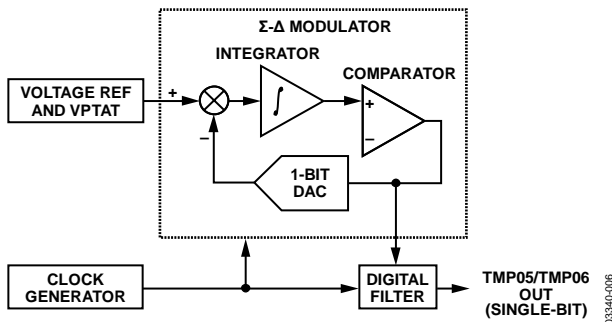 Σ-Δ MODULATOR
INTEGRATOR
COMPARATOR
VOLTAGE REF
AND VPTAT
+
−
∫
+
−
1-BIT
DAC
CLOCK
GENERATOR
DIGITAL
FILTER
TMP05/TMP06
OUT
(SINGLE-BIT)
03340-006